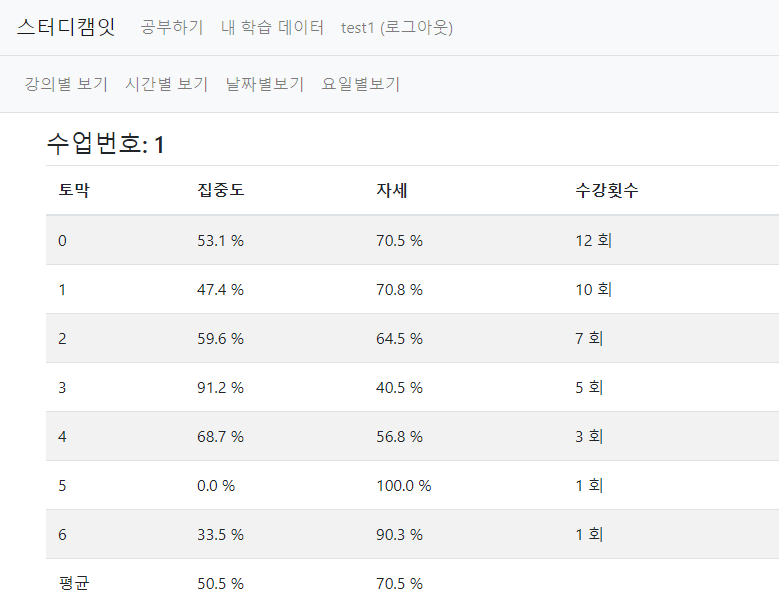 스터디캠잇 공부하기 내 학습 데이터 test1 (로그아웃)
강의별 보기 시간별 보기 날짜별보기 요일별보기
수업번호: 1
토막 집중도 자세 수강횟수
0 53.1 % 70.5 % 12 회
1 47.4 % 70.8 % 10 회
2 59.6 % 64.5 % 7 회
3 91.2 % 40.5 % 5 회
4 68.7 % 56.8 % 3 회
5 0.0 % 100.0 % 1 회
6 33.5 % 90.3 % 1 회
평균 50.5 % 70.5 %